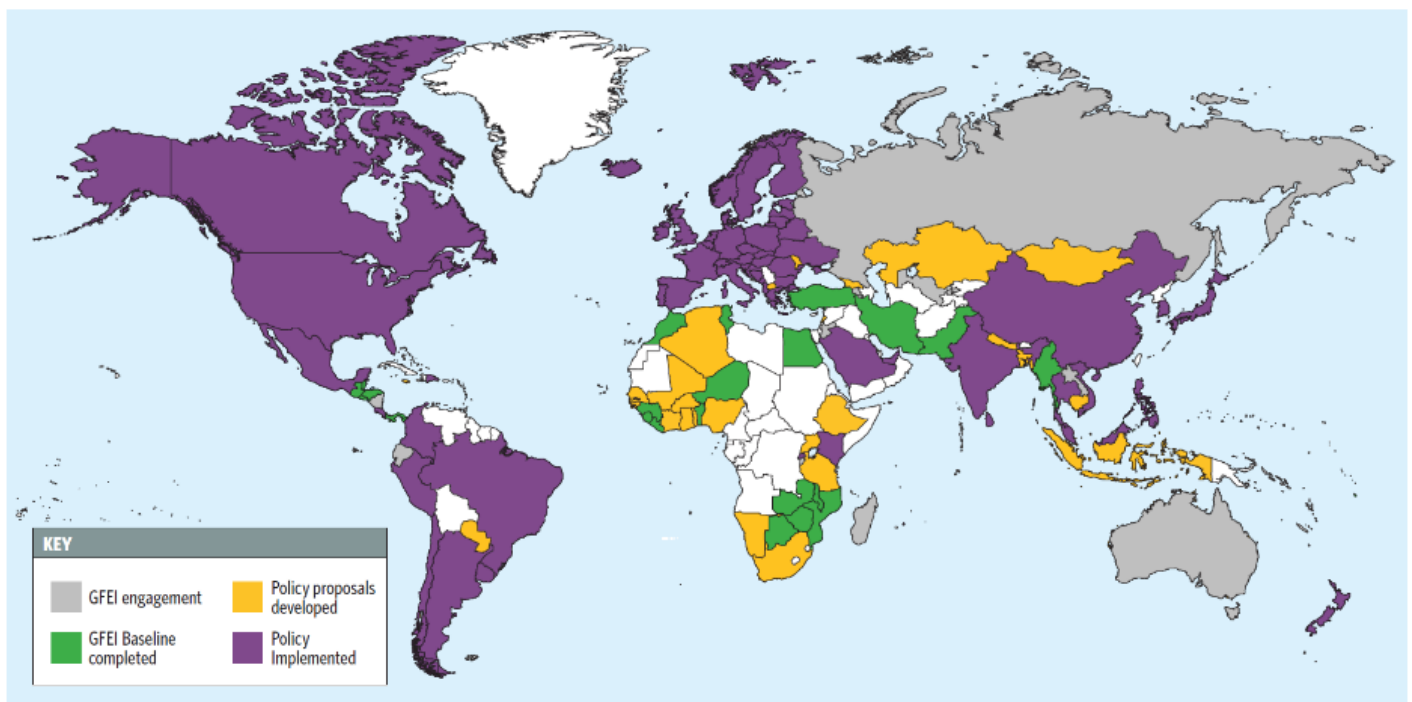 KEY
GFEI engagement
Policy proposals
developed
GFEI Baseline
completed
Policy
Implemented